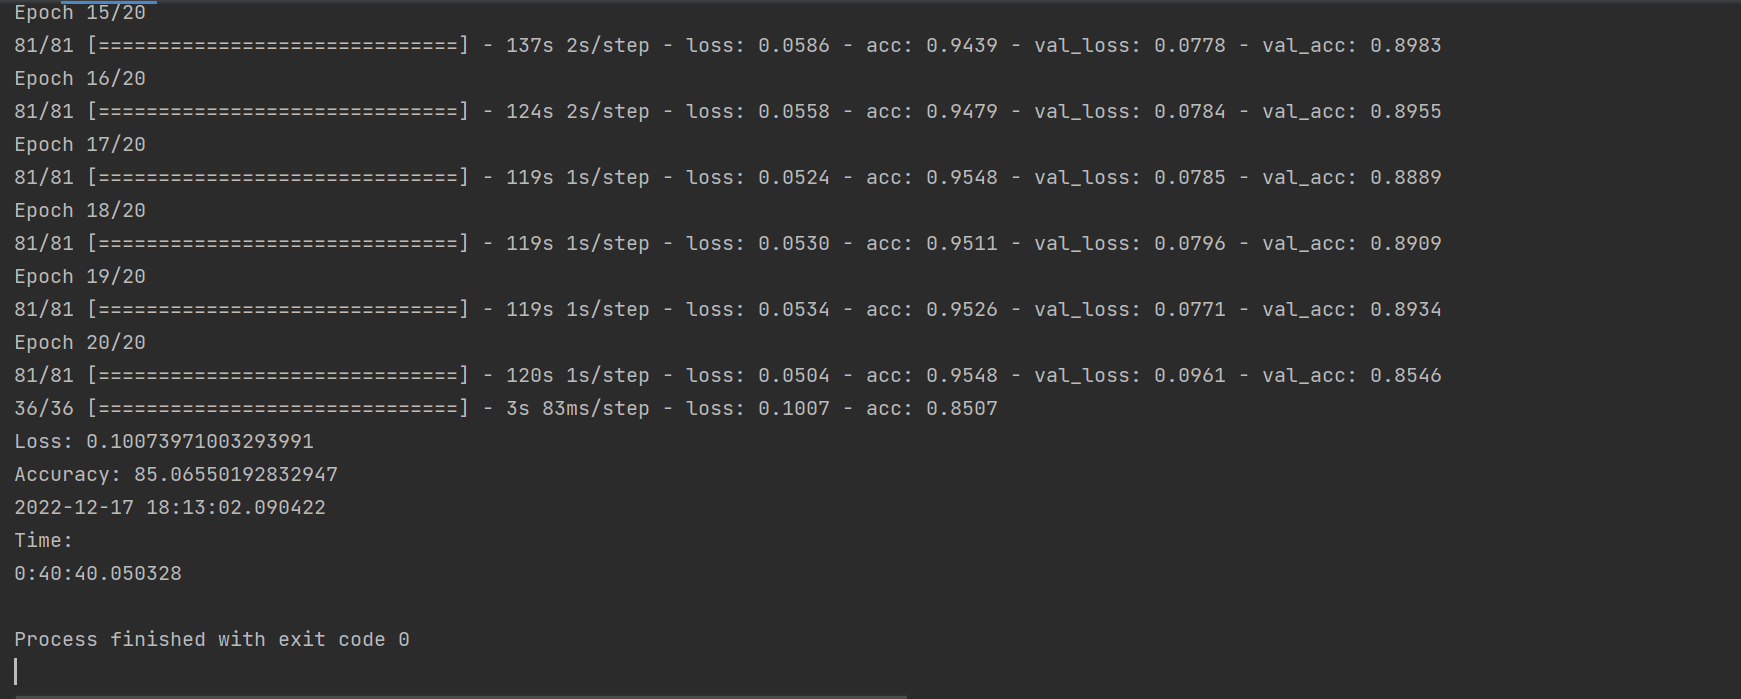 Epoch 15/20
81/81 [==============================] - 137s 2s/step - loss: 0.0586 - acc: 0.9439 - val_loss: 0.0778 - val_acc: 0.8983
Epoch 16/20
81/81 [==============================] - 124s 2s/step - loss: 0.0558 - acc: 0.9479 - val_loss: 0.0784 - val_acc: 0.8955
Epoch 17/20
81/81 [==============================] - 119s 1s/step - loss: 0.0524 - acc: 0.9548 - val_loss: 0.0785 - val_acc: 0.8889
Epoch 18/20
81/81 [==============================] - 119s 1s/step - loss: 0.0530 - acc: 0.9511 - val_loss: 0.0796 - val_acc: 0.8909
Epoch 19/20
81/81 [==============================] - 119s 1s/step - loss: 0.0534 - acc: 0.9526 - val_loss: 0.0771 - val_acc: 0.8934
Epoch 20/20
81/81 [==============================] - 120s 1s/step - loss: 0.0504 - acc: 0.9548 - val_loss: 0.0961 - val_acc: 0.8546
36/36 [==============================] - 3s 83ms/step - loss: 0.1007 - acc: 0.8507
Loss: 0.10073971003293991
Accuracy: 85.06550192832947
2022-12-17 18:13:02.090422
Time:
0:40:40.050328
Process finished with exit code 0